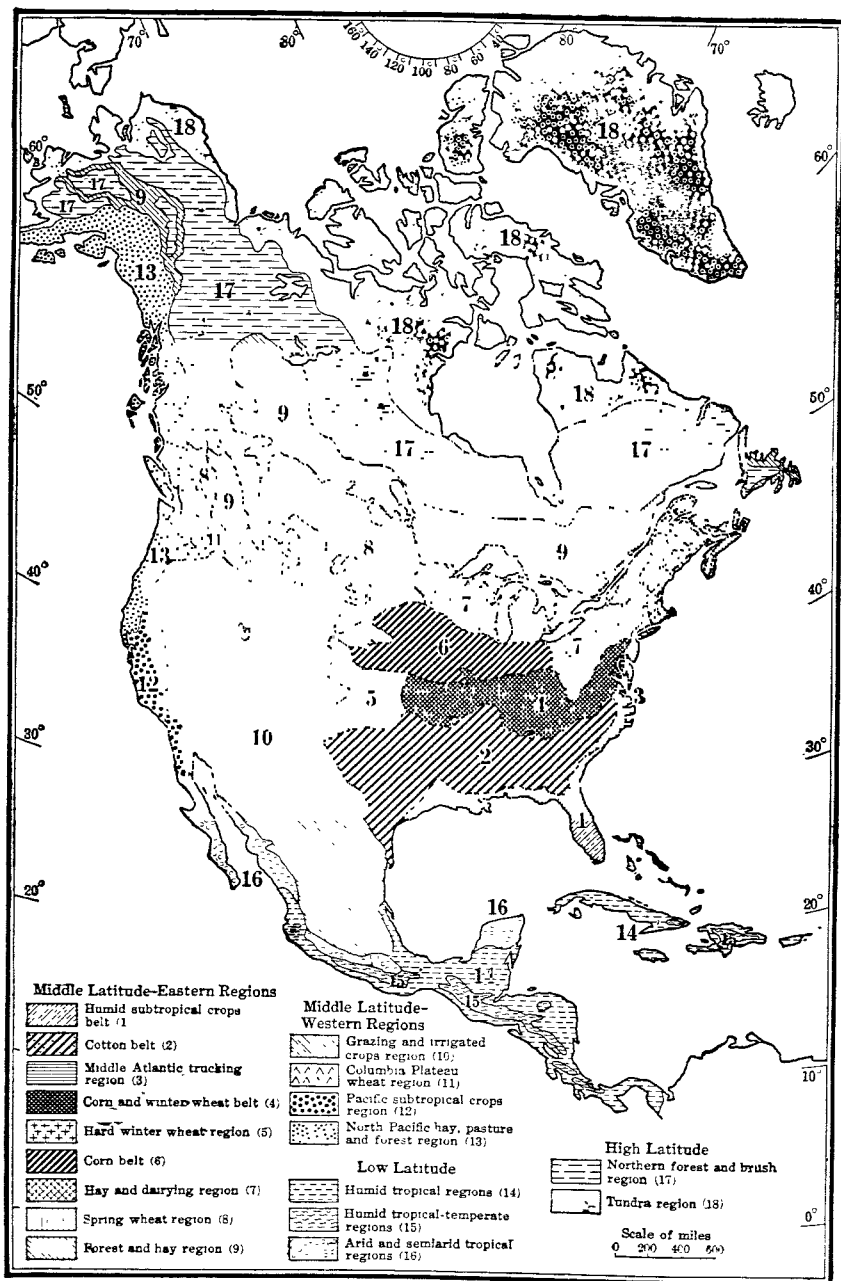 70°
80°
160 140 120 100 80 60 40
80
70°
60°
60°
18
18
17
17
9
13
17
18
18
18
50°
50°
9
17
17
8
9
11
13
8
9
40°
40°
7
7
6
12
5
4
3
30°
30°
10
2
1
20°
20°
16
16
14
15
15
14
10°
0°
Middle Latitude-Eastern Regions
Humid subtropical crops
belt (1
Cotton belt (2)
Middle Atlantic trucking
region (3)
Corn and winter wheat belt (4)
Hard winter wheat region (5)
Corn belt (6)
Hay and dairying region (7)
Spring wheat region (8)
Forest and hay region (9)
Middle Latitude-
Western Regions
Grazing and irrigated
crops region (10)
Columbia Plateau
wheat region (11)
Pacific subtropical crops
region (12)
North Pacific hay, pasture
and forest region (13)
Low Latitude
Humid tropical regions (14)
Humid tropical-temperate
regions (15)
Arid and semiarid tropical
regions (16)
High Latitude
Northern forest and brush
region (17)
Tundra region (18)
Scale of miles
0 200 400 600